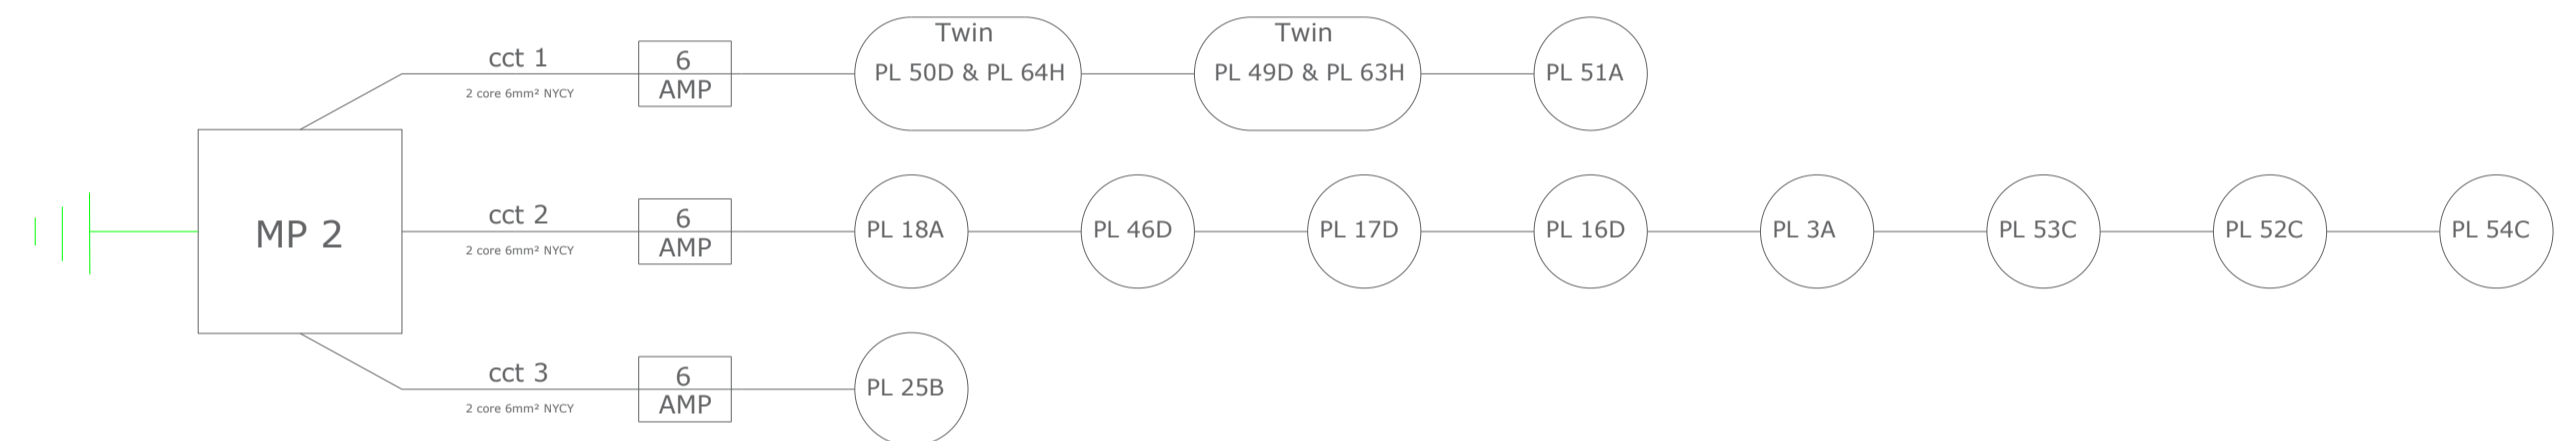 cct 1
2 core 6mm² NYCY
6
AMP
Twin
PL 50D & PL 64H
Twin
PL 49D & PL 63H
PL 51A
MP 2
cct 2
2 core 6mm² NYCY
6
AMP
PL 18A
PL 46D
PL 17D
PL 16D
PL 3A
PL 53C
PL 52C
PL 54C
cct 3
2 core 6mm² NYCY
6
AMP
PL 25B